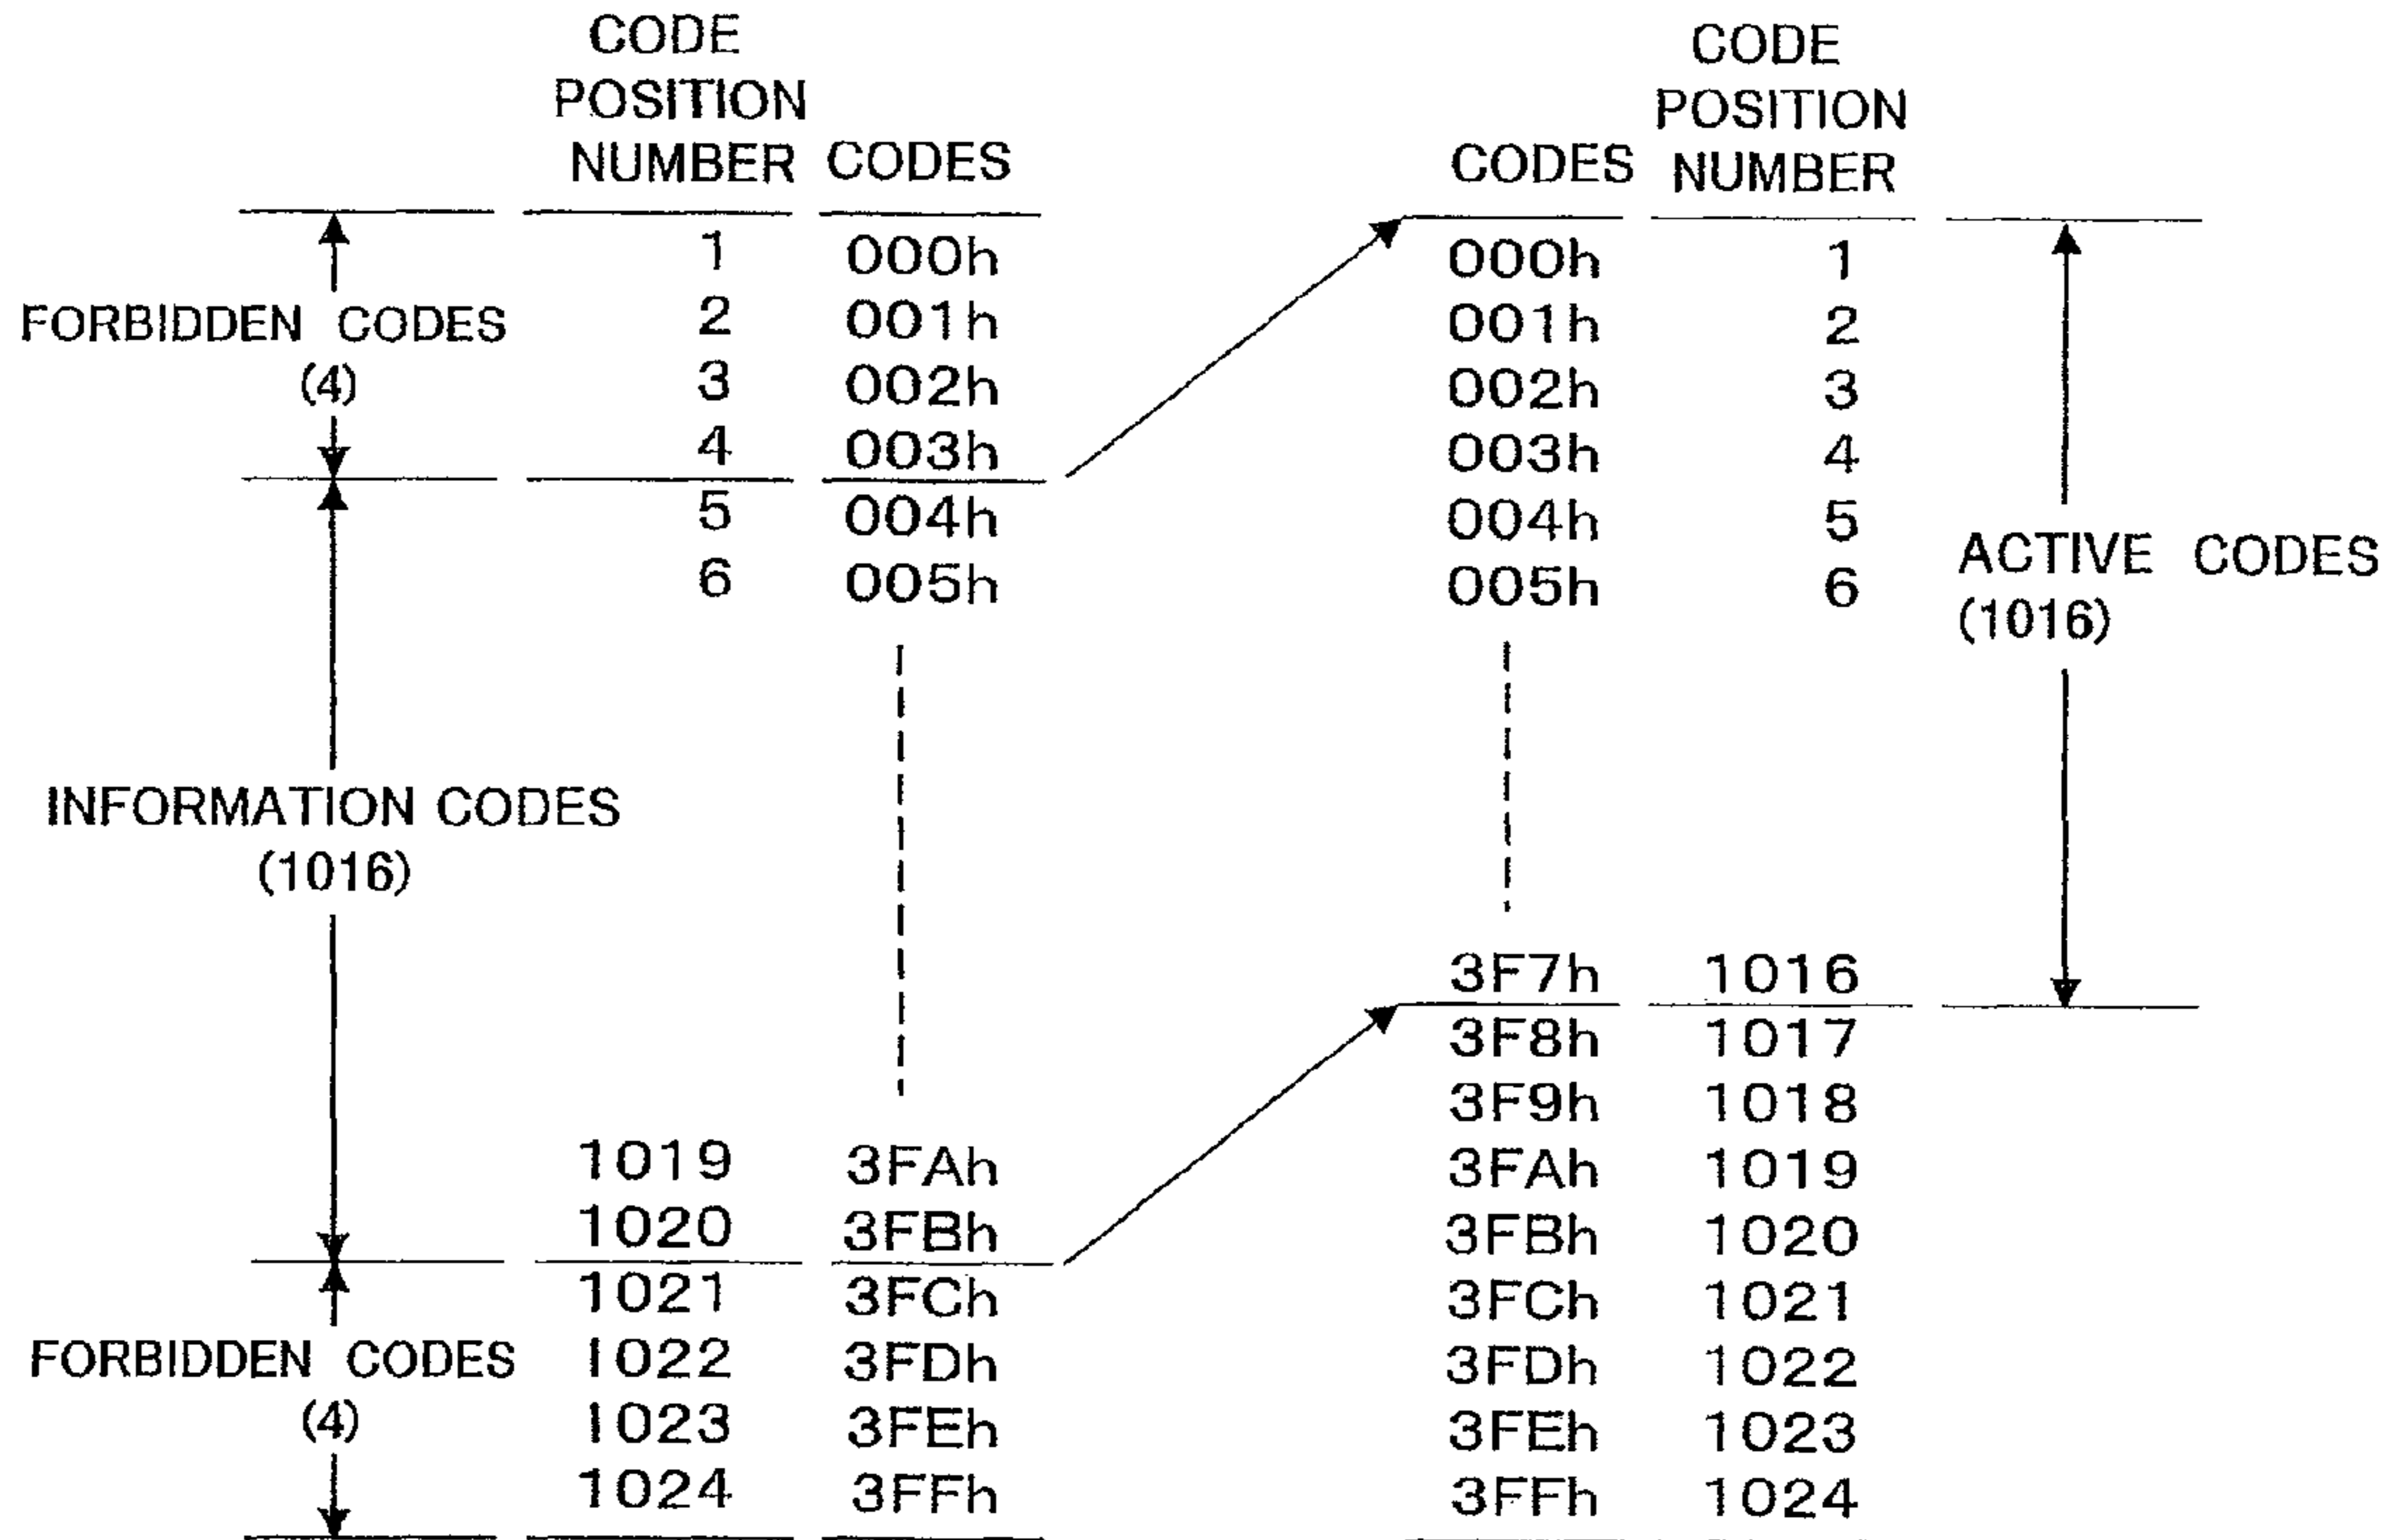 CODE
POSITION
NUMBER CODES
CODE
POSITION
CODES NUMBER
1 000h 000h 1
2 001h 001h 2
FORBIDDEN CODES
(4)
3 002h 002h 3
4 003h 003h 4
5 004h 004h 5
6 005h 005h 6
ACTIVE CODES
(1016)
INFORMATION CODES
(1016)
3F7h 1016
3F8h 1017
3F9h 1018
1019 3FAh 3FAh 1019
1020 3FBh 3FBh 1020
1021 3FCh 3FCh 1021
FORBIDDEN CODES
(4)
1022 3FDh 3FDh 1022
1023 3FEh 3FEh 1023
1024 3FFh 3FFh 1024